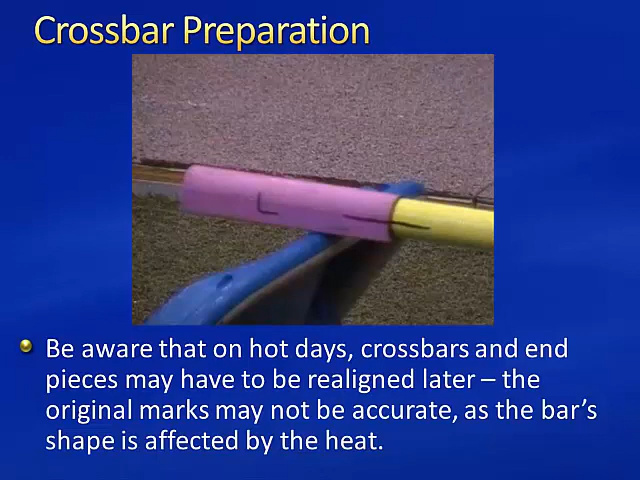 Crossbar Preparation
L
Be aware that on hot days, crossbars and end
pieces may have to be realigned later – the
original marks may not be accurate, as the bar’s
shape is affected by the heat.